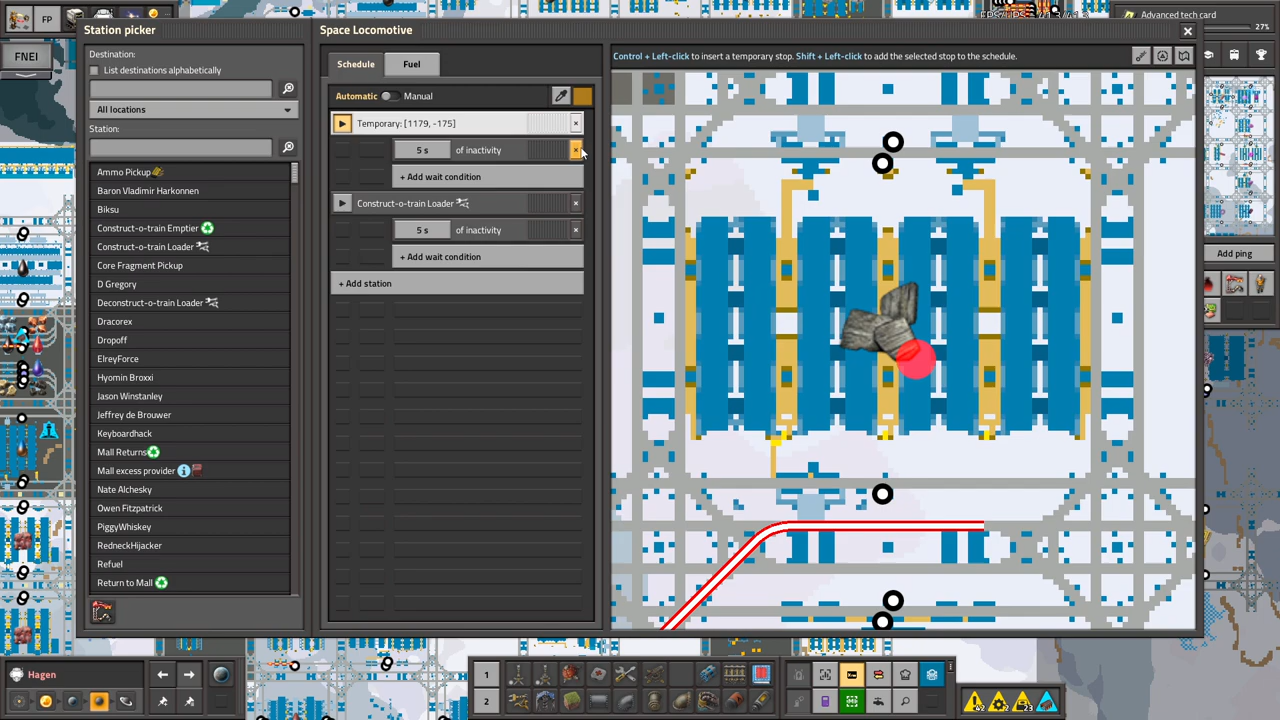 FP
FNEI
Station picker
Destination:
List destinations alphabetically
All locations
Station:
Ammo Pickup
Baron Vladimir Harkonnen
Biksu
Construct-o-train Emptier
Construct-o-train Loader
Core Fragment Pickup
D Gregory
Deconstruct-o-train Loader
Dracorex
Dropoff
ElreyForce
Hyomin Broxxi
Jason Winstanley
Jeffrey de Brouwer
Keyboardhack
Mall Returns
Mall excess provider
Nate Alchesky
Owen Fitzpatrick
PiggyWhiskey
RedneckHijacker
Refuel
Return to Mall
Space Locomotive
Schedule
Fuel
Automatic
Manual
Temporary: [1179, -175]
5 s of inactivity
+ Add wait condition
Construct-o-train Loader
5 s of inactivity
+ Add wait condition
+ Add station
Control + Left-click to insert a temporary stop. Shift + Left-click to add the selected stop to the schedule.
Advanced tech card
27%
Add ping
Hagen
1
2